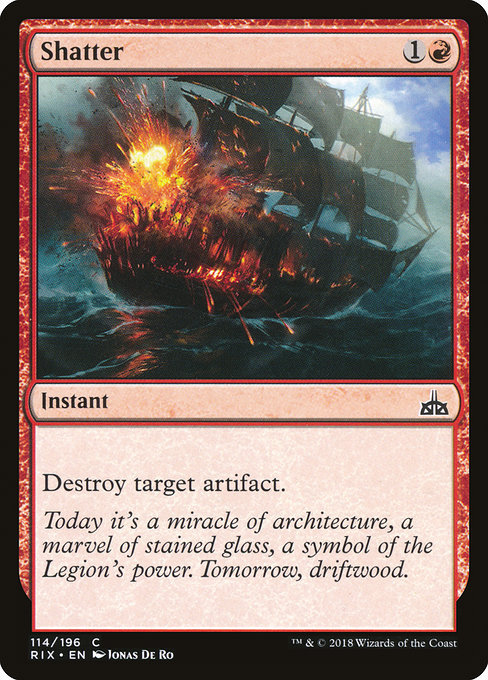 Shatter 1
Instant
Destroy target artifact.
Today it's a miracle of architecture, a
marvel of stained glass, a symbol of the
Legion's power. Tomorrow, driftwood.
114/196 C
RIX • EN Jonas De Ro
™ & © 2018 Wizards of the Coast